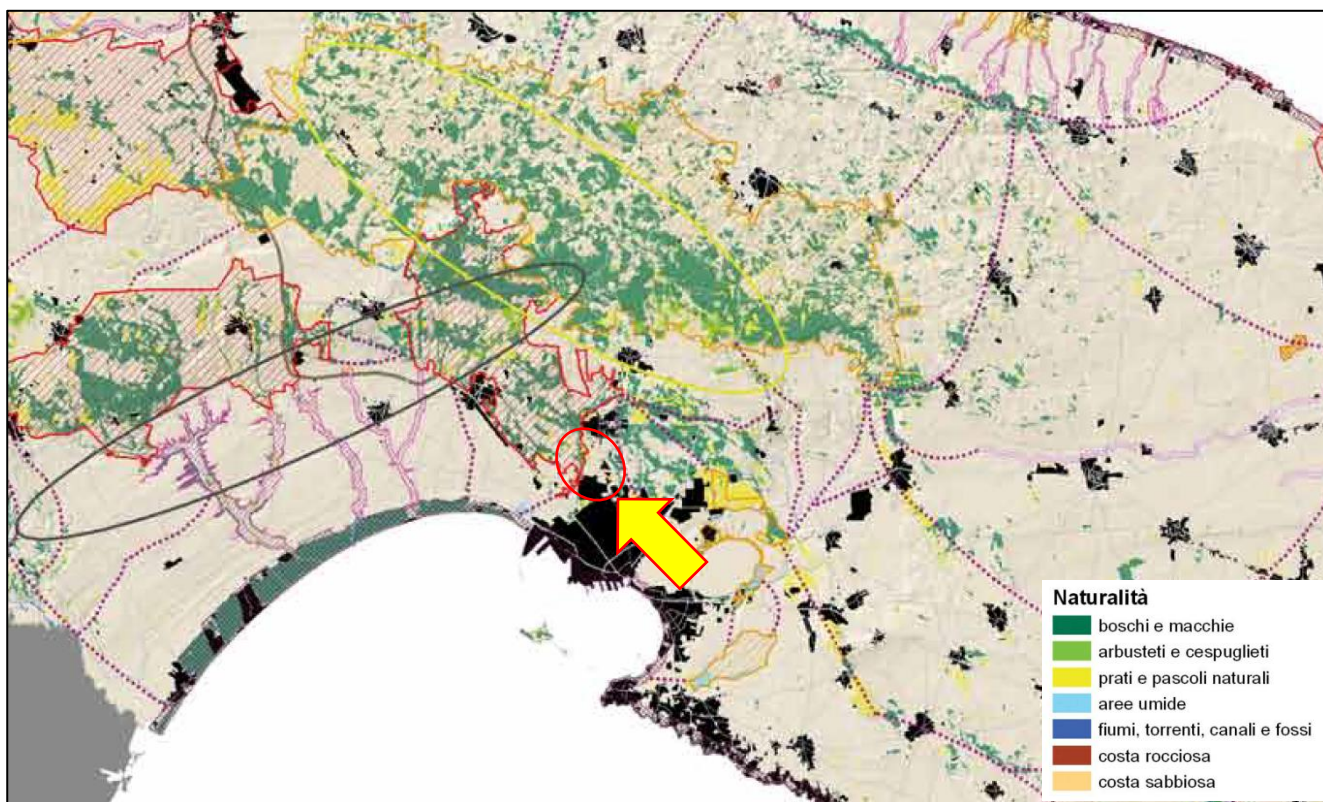 Naturalità
boschi e macchie
arbusteti e cespuglieti
prati e pascoli naturali
aree umide
fiumi, torrenti, canali e fossi
costa rocciosa
costa sabbiosa